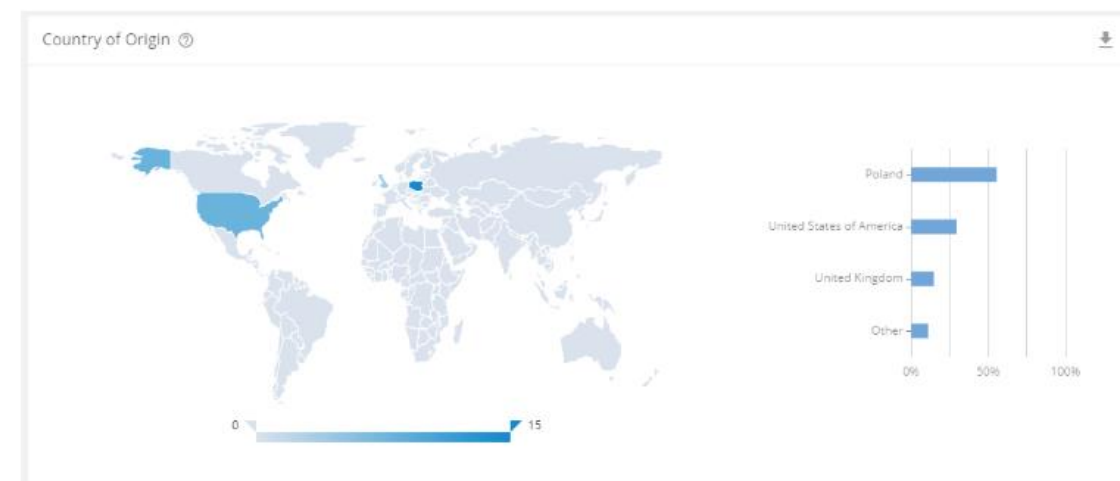 Country of Origin
Poland
United States of America
United Kingdom
Other
0% 50% 100%
0 15